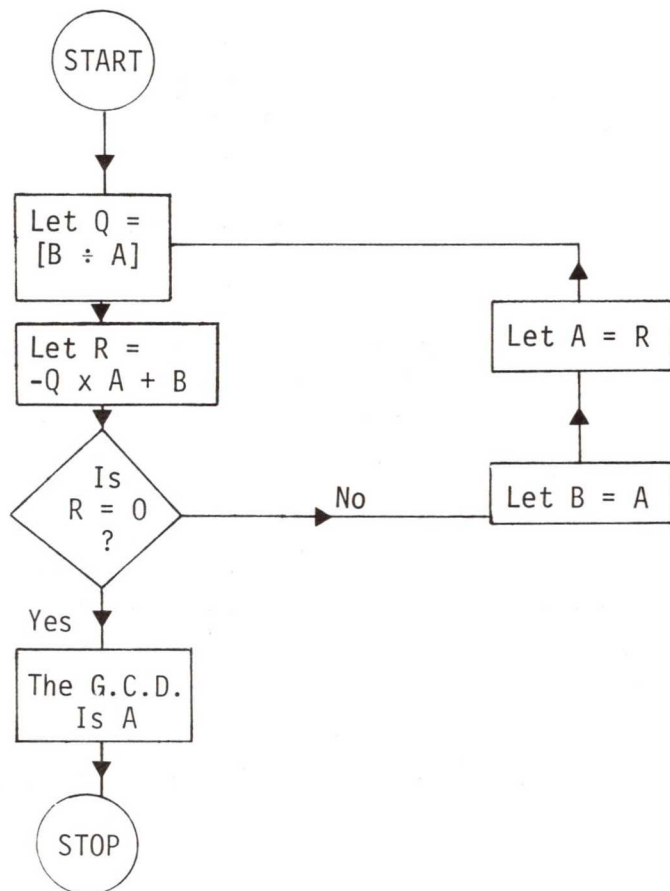 START
Let Q =
[B ÷ A]
Let R =
-Q x A + B
Is
R = 0
?
No
Let B = A
Let A = R
Yes
The G.C.D.
Is A
STOP